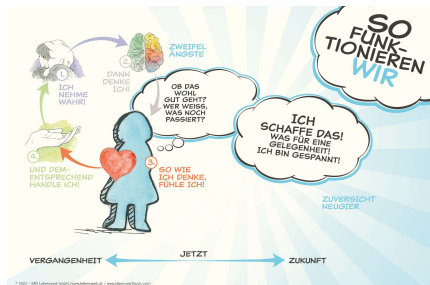 SO
FUNK-
TIONIEREN
WIR
1.
ICH
NEHME
WAHR!
2.
DANN
DENKE
ICH!
ZWEIFEL
ÄNGSTE
OB DAS
WOHL
GUT GEHT?
WER WEISS,
WAS NOCH
PASSIERT?
ICH
SCHAFFE DAS!
WAS FÜR EINE
GELEGENHEIT!
ICH BIN GESPANNT!
3.
SO WIE
ICH DENKE,
FÜHLE ICH!
4.
UND DEM-
ENTSPRECHEND
HANDLE ICH!
ZUVERSICHT
NEUGIER
VERGANGENHEIT
JETZT
ZUKUNFT